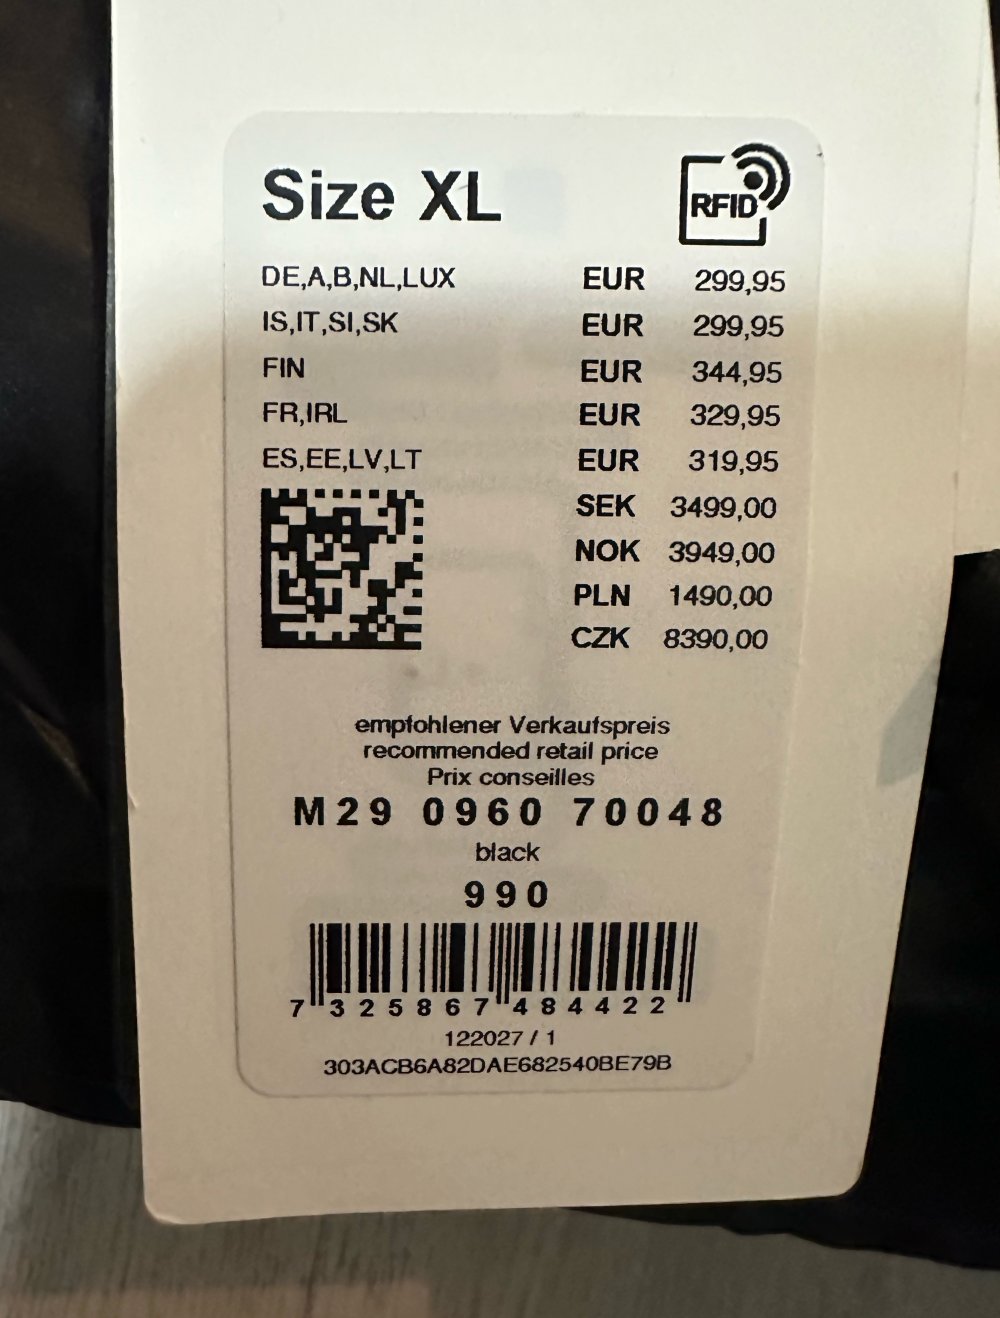 Size XL
RFID
DE,A,B,NL,LUX EUR 299,95
IS,IT,SI,SK EUR 299,95
FIN EUR 344,95
FR,IRL EUR 329,95
ES,EE,LV,LT EUR 319,95
SEK 3499,00
NOK 3949,00
PLN 1490,00
CZK 8390,00
empfohlener Verkaufspreis
recommended retail price
Prix conseilles
M29 0960 70048
black
990
7 325867 484422
122027 / 1
303ACB6A82DAE682540BE79B